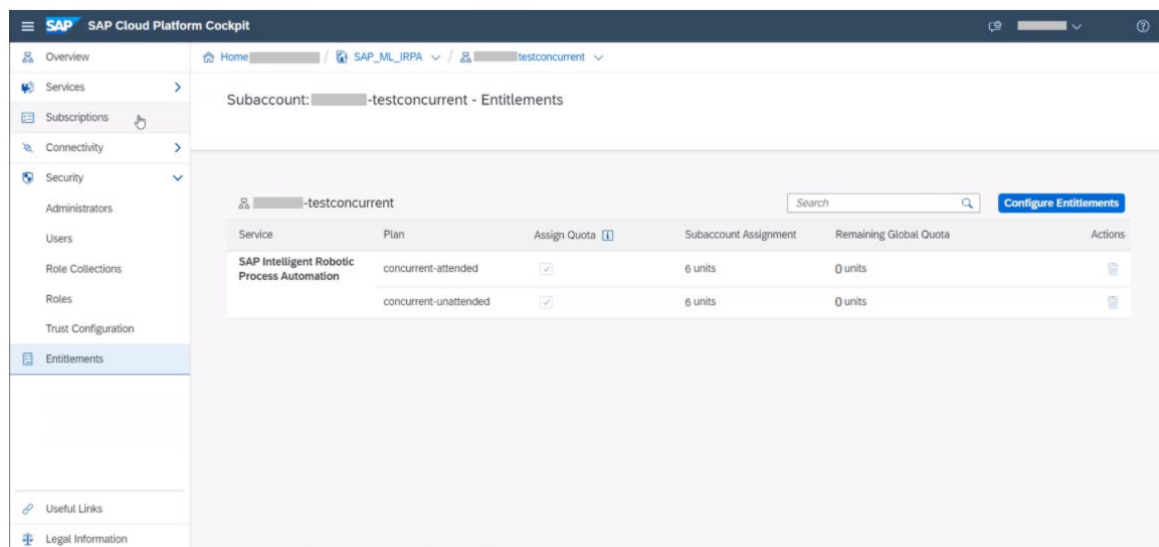 SAP SAP Cloud Platform Cockpit
Overview
Services
Subscriptions
Connectivity
Security
Administrators
Users
Role Collections
Roles
Trust Configuration
Entitlements
Useful Links
Legal Information
Home / SAP_ML_IRPA / testconcurrent
Subaccount: -testconcurrent - Entitlements
-testconcurrent
Search
Configure Entitlements
Service Plan Assign Quota Subaccount Assignment Remaining Global Quota Actions
SAP Intelligent Robotic
Process Automation
concurrent-attended 6 units 0 units
concurrent-unattended 6 units 0 units